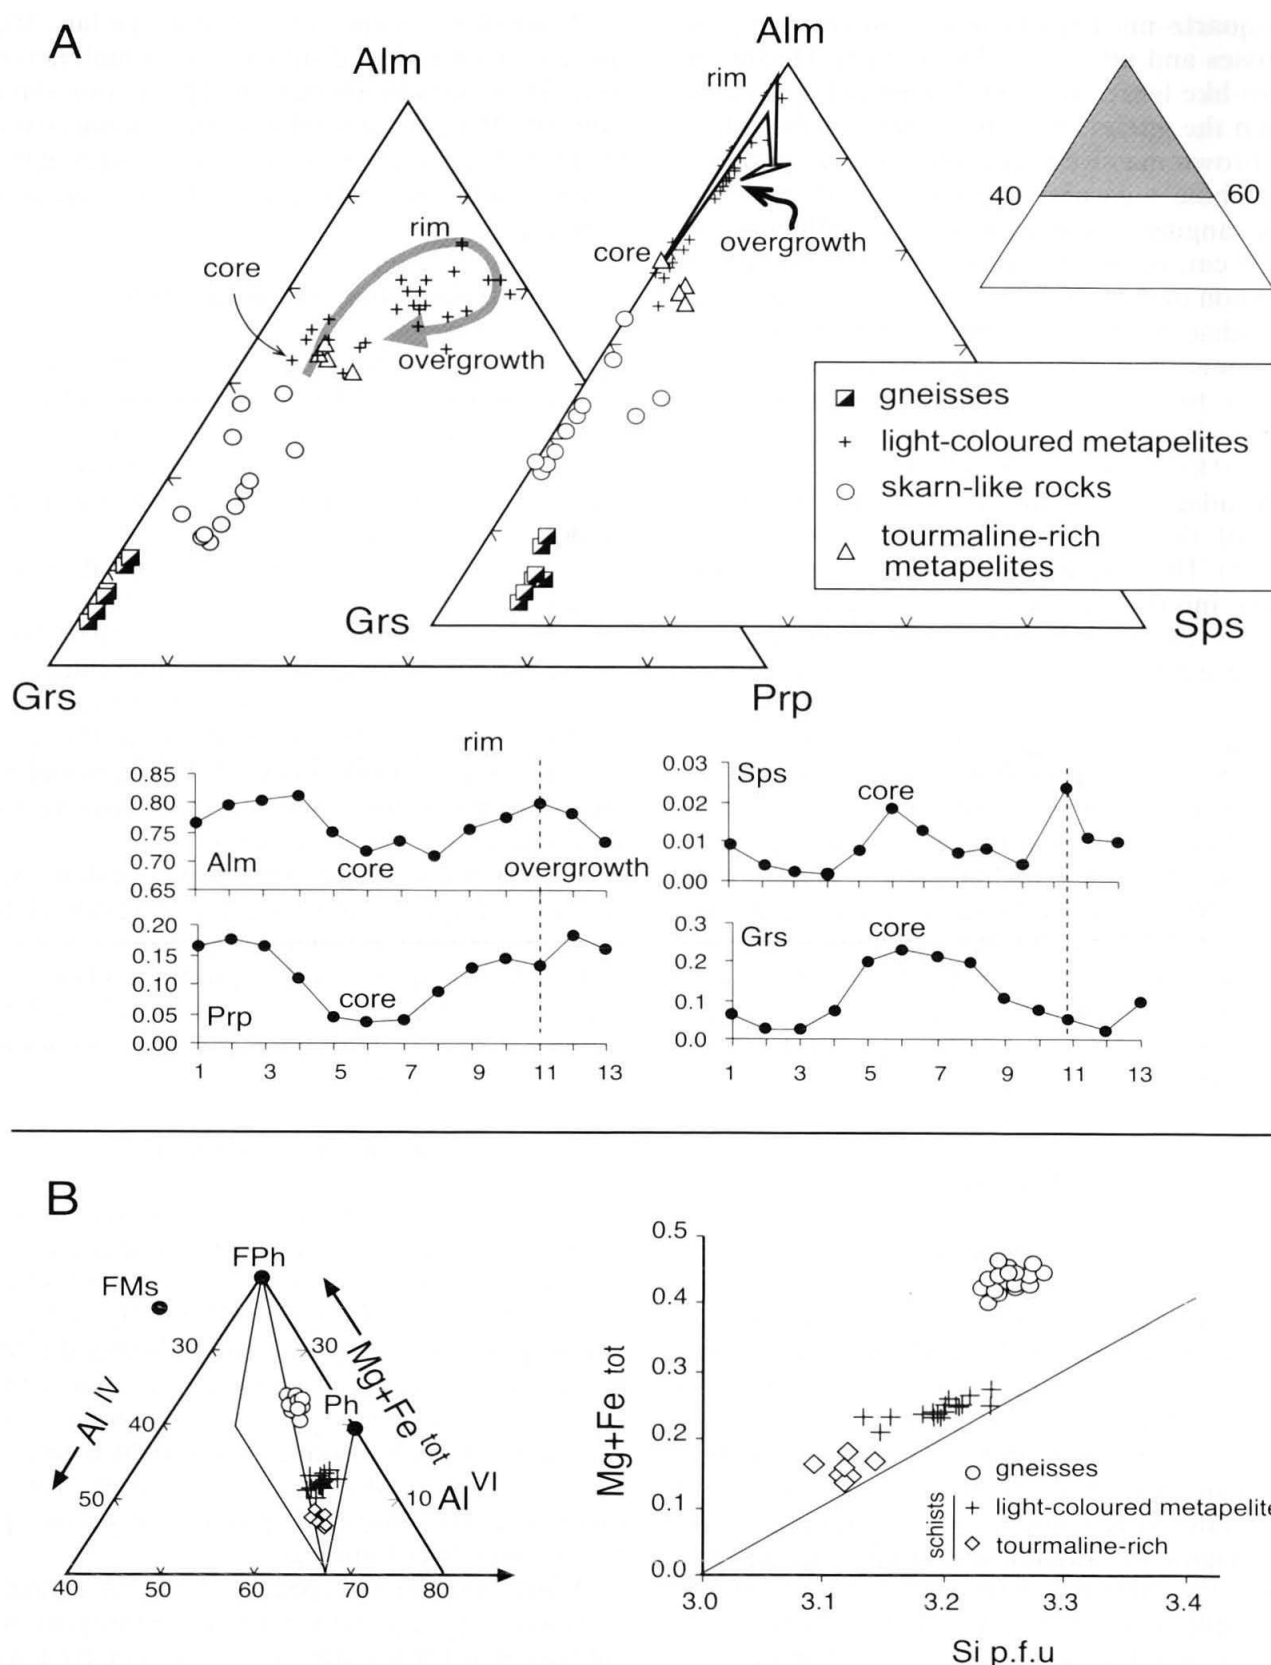 A
Alm
rim
core
overgrowth
Grs
Prp
Alm
rim
core
overgrowth
Grs
Sps
40
60
gneisses
light-coloured metapelites
skarn-like rocks
tourmaline-rich
metapelites
rim
0.85
0.80
0.75
0.70
0.65
Alm
core
overgrowth
0.20
0.15
0.10
0.05
0.00
Prp
core
1 3 5 7 9 11 13
0.03
0.02
0.01
0.00
Sps
core
0.3
0.2
0.1
0.0
Grs
core
1 3 5 7 9 11 13
B
FPh
FMs
30
30
Ph
Mg+Fe tot
Al IV
40
50
10
Al VI
40 50 60 70 80
0.5
0.4
0.3
0.2
0.1
0.0
Mg+Fe tot
gneisses
schists
light-coloured metapelite
tourmaline-rich
3.0 3.1 3.2 3.3 3.4
Si p.f.u